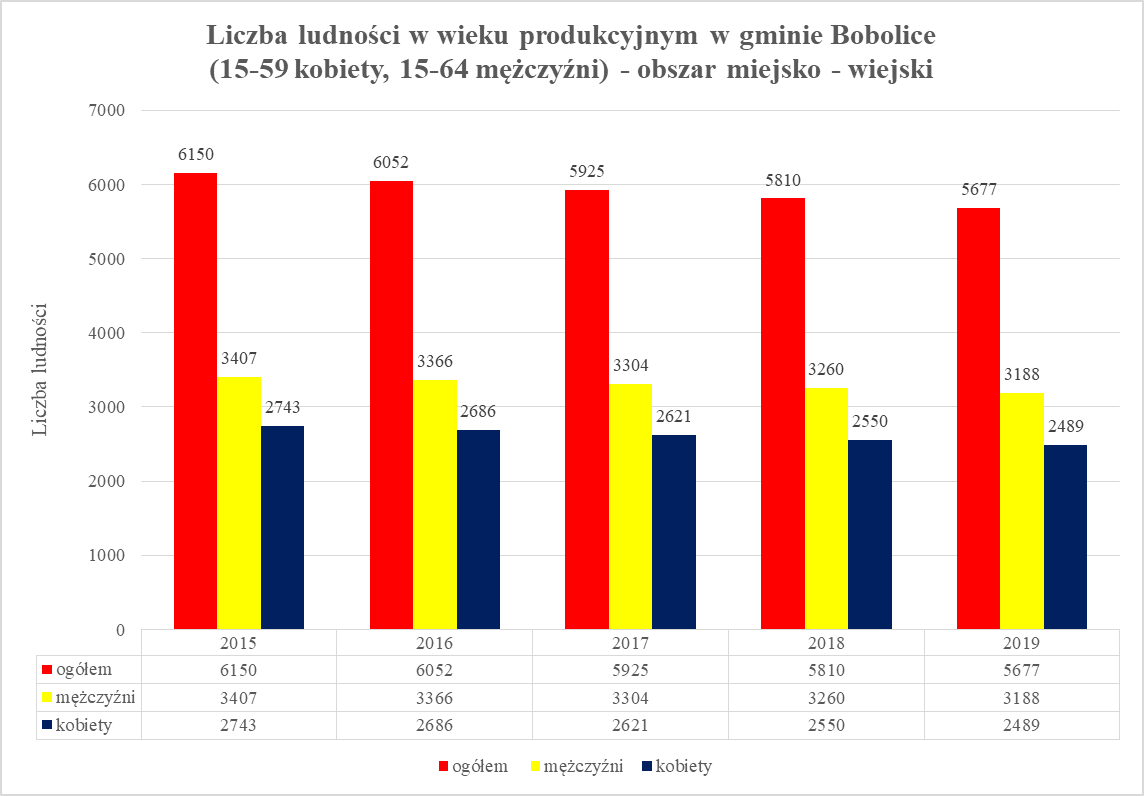 Liczba ludności w wieku produkcyjnym w gminie Bobolice
(15-59 kobiety, 15-64 mężczyźni) - obszar miejsko - wiejski
Liczba ludności
7000
6000
5000
4000
3000
2000
1000
0
6150
3407
2743
6052
3366
2686
5925
3304
2621
5810
3260
2550
5677
3188
2489
2015 2016 2017 2018 2019
ogółem 6150 6052 5925 5810 5677
mężczyźni 3407 3366 3304 3260 3188
kobiety 2743 2686 2621 2550 2489
ogółem mężczyźni kobiety